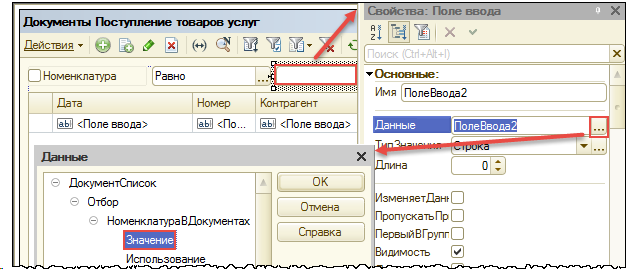 Документы Поступление товаров услуг
Действия
Номенклатура
Равно
...
Дата
Номер
Контрагент
<Поле ввода>
<По...
<Поле ввода>
Данные
ДокументСписок
Отбор
НоменклатураВДокументах
Значение
Использование
OK
Отмена
Справка
Свойства: Поле ввода
Поиск (Ctrl+Alt+I)
Основные:
Имя
ПолеВвода2
Данные
ПолеВвода2
...
ТипЗначения
Строка
...
Длина
0
ИзменяетДанн
ПропускатьПр
ПервыйВГрупп
Видимость